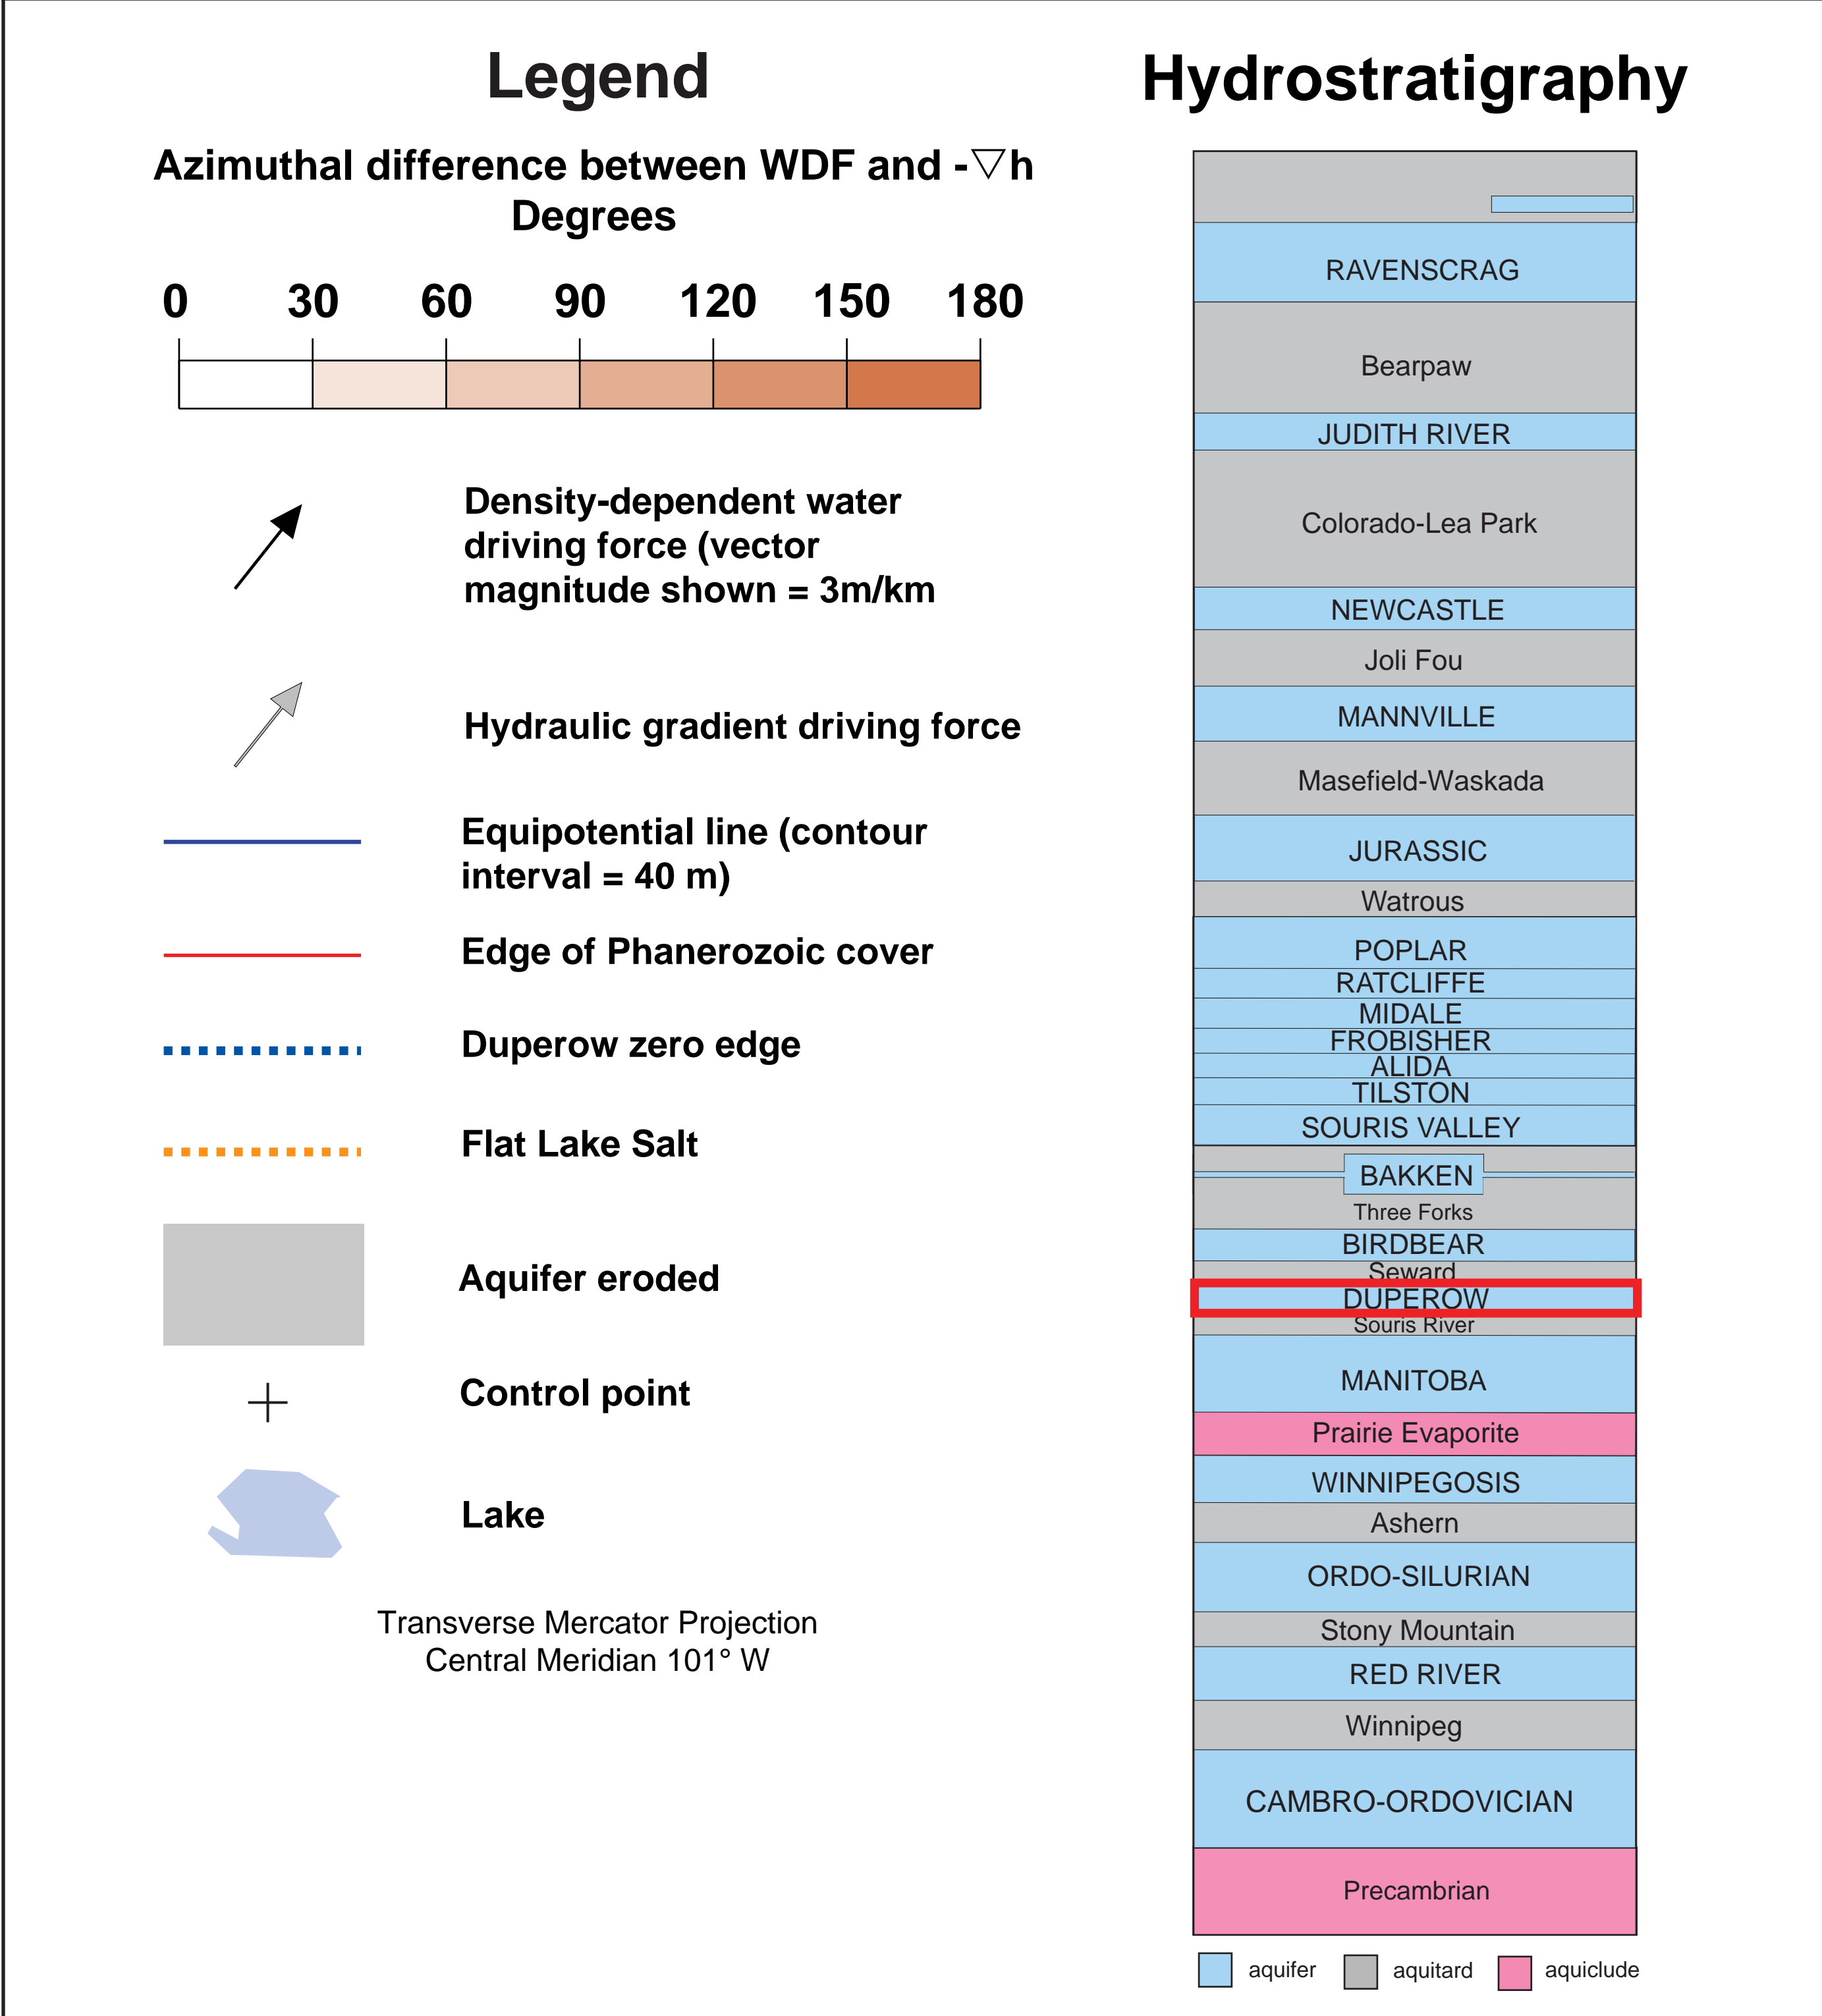 Legend
Azimuthal difference between WDF and -▽h
Degrees
0 30 60 90 120 150 180
Density-dependent water
driving force (vector
magnitude shown = 3m/km
Hydraulic gradient driving force
Equipotential line (contour
interval = 40 m)
Edge of Phanerozoic cover
Duperow zero edge
Flat Lake Salt
Aquifer eroded
Control point
Lake
Transverse Mercator Projection
Central Meridian 101° W
Hydrostratigraphy
RAVENSCRAG
Bearpaw
JUDITH RIVER
Colorado-Lea Park
NEWCASTLE
Joli Fou
MANNVILLE
Masefield-Waskada
JURASSIC
Watrous
POPLAR
RATCLIFFE
MIDALE
FROBISHER
ALIDA
TILSTON
SOURIS VALLEY
BAKKEN
Three Forks
BIRDBEAR
Seward
DUPEROW
Souris River
MANITOBA
Prairie Evaporite
WINNIPEGOSIS
Ashern
ORDO-SILURIAN
Stony Mountain
RED RIVER
Winnipeg
CAMBRO-ORDOVICIAN
Precambrian
aquifer aquitard aquiclude